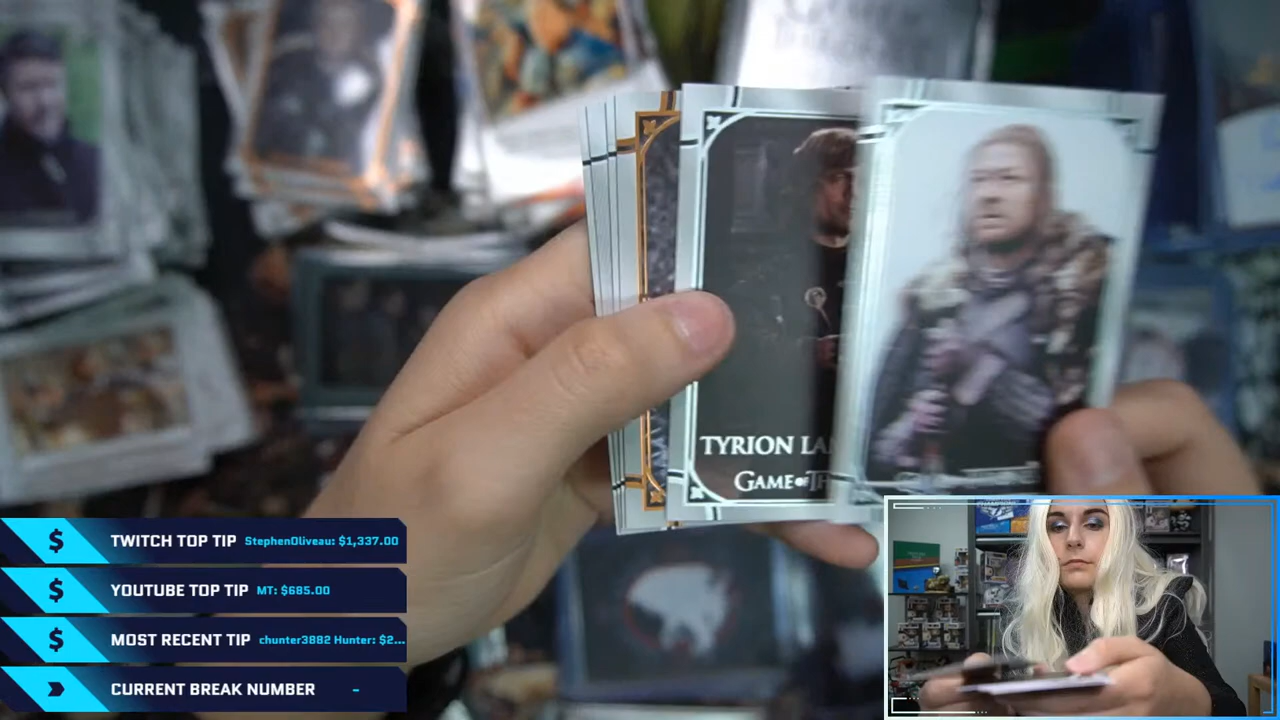 TYRION LA
GAME OF TH
$ TWITCH TOP TIP StephenOliveau: $1,337.00
$ YOUTUBE TOP TIP MT: $685.00
$ MOST RECENT TIP chunter3882 Hunter: $2...
CURRENT BREAK NUMBER -